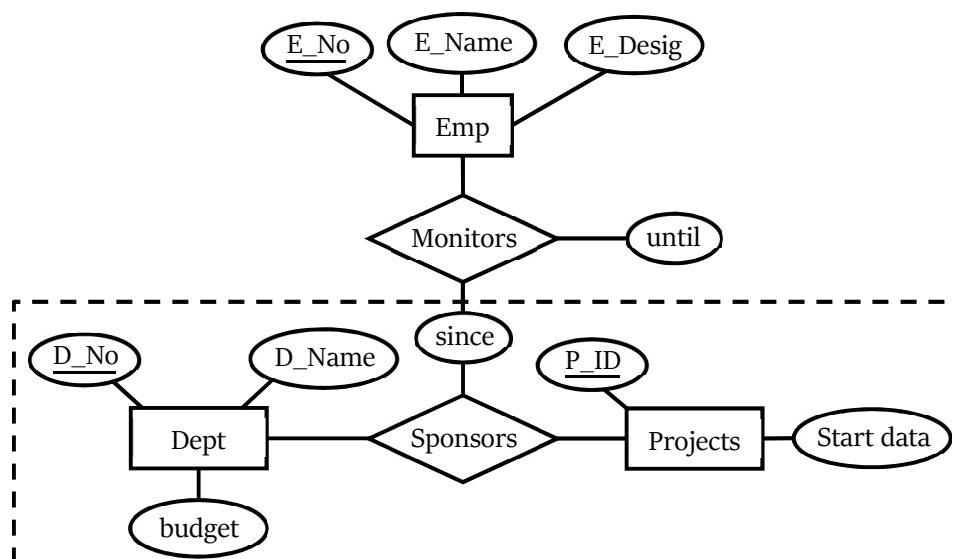 E_No
E_Name
E_Desig
Emp
Monitors
until
since
D_No
D_Name
P_ID
Dept
Sponsors
Projects
Start data
budget